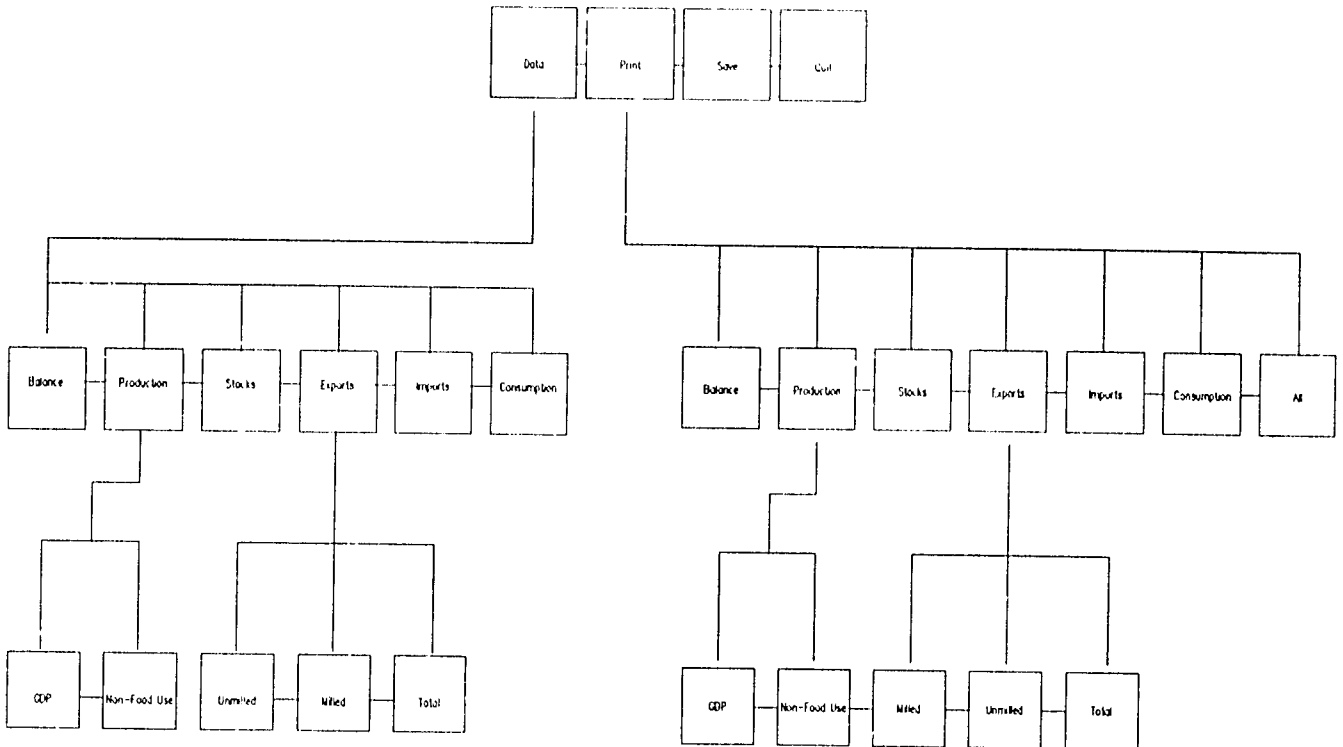 Data
Print
Save
Quit
Balance
Production
Stocks
Exports
Imports
Consumption
Balance
Production
Stocks
Exports
Imports
Consumption
All
GDP
Non-Food Use
Unmilled
Milled
Total
GDP
Non-Food Use
Milled
Unmilled
Total